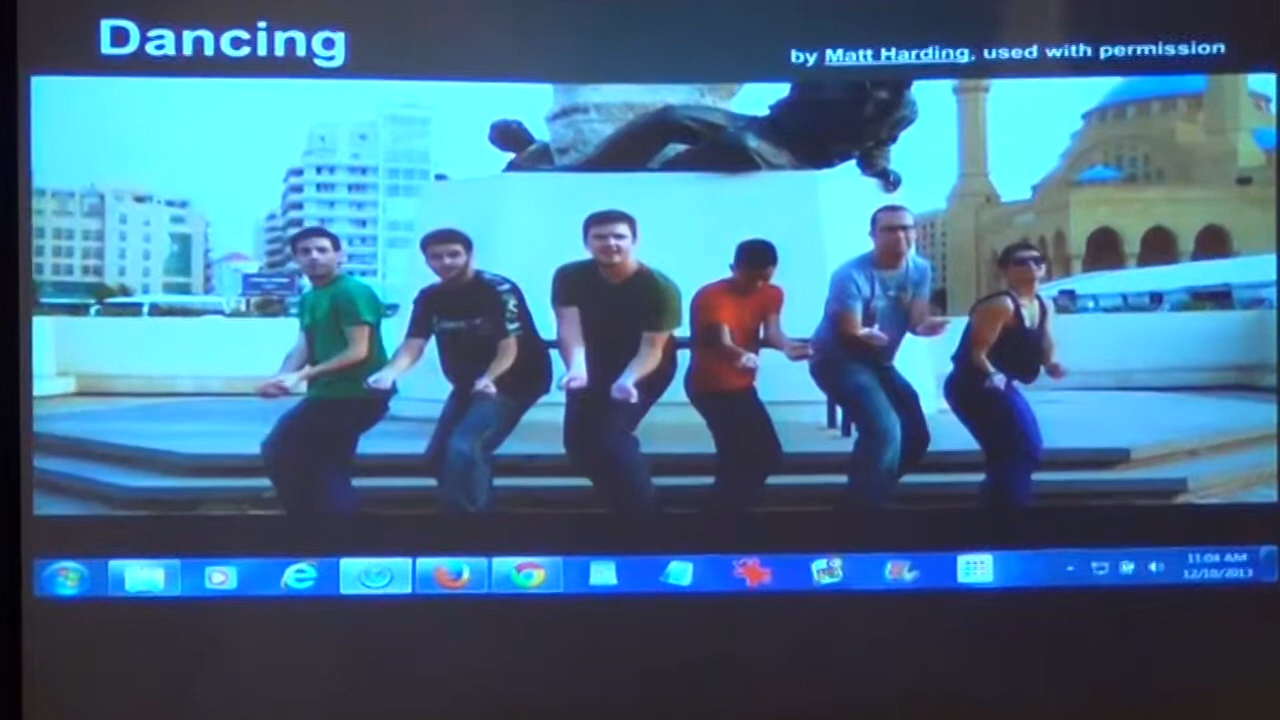 Dancing
by Matt Harding, used with permission
11:04 AM
12/10/2013